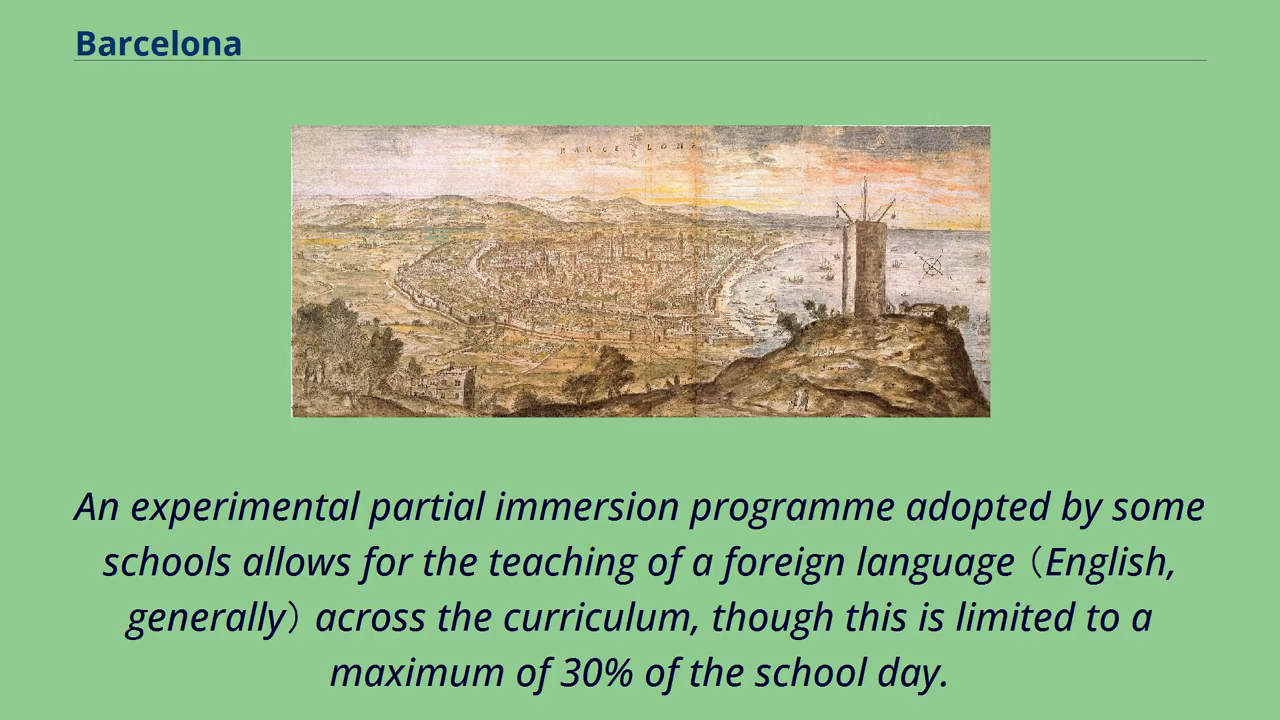 Barcelona
BARCELONA
An experimental partial immersion programme adopted by some
schools allows for the teaching of a foreign language（English,
generally）across the curriculum, though this is limited to a
maximum of 30% of the school day.